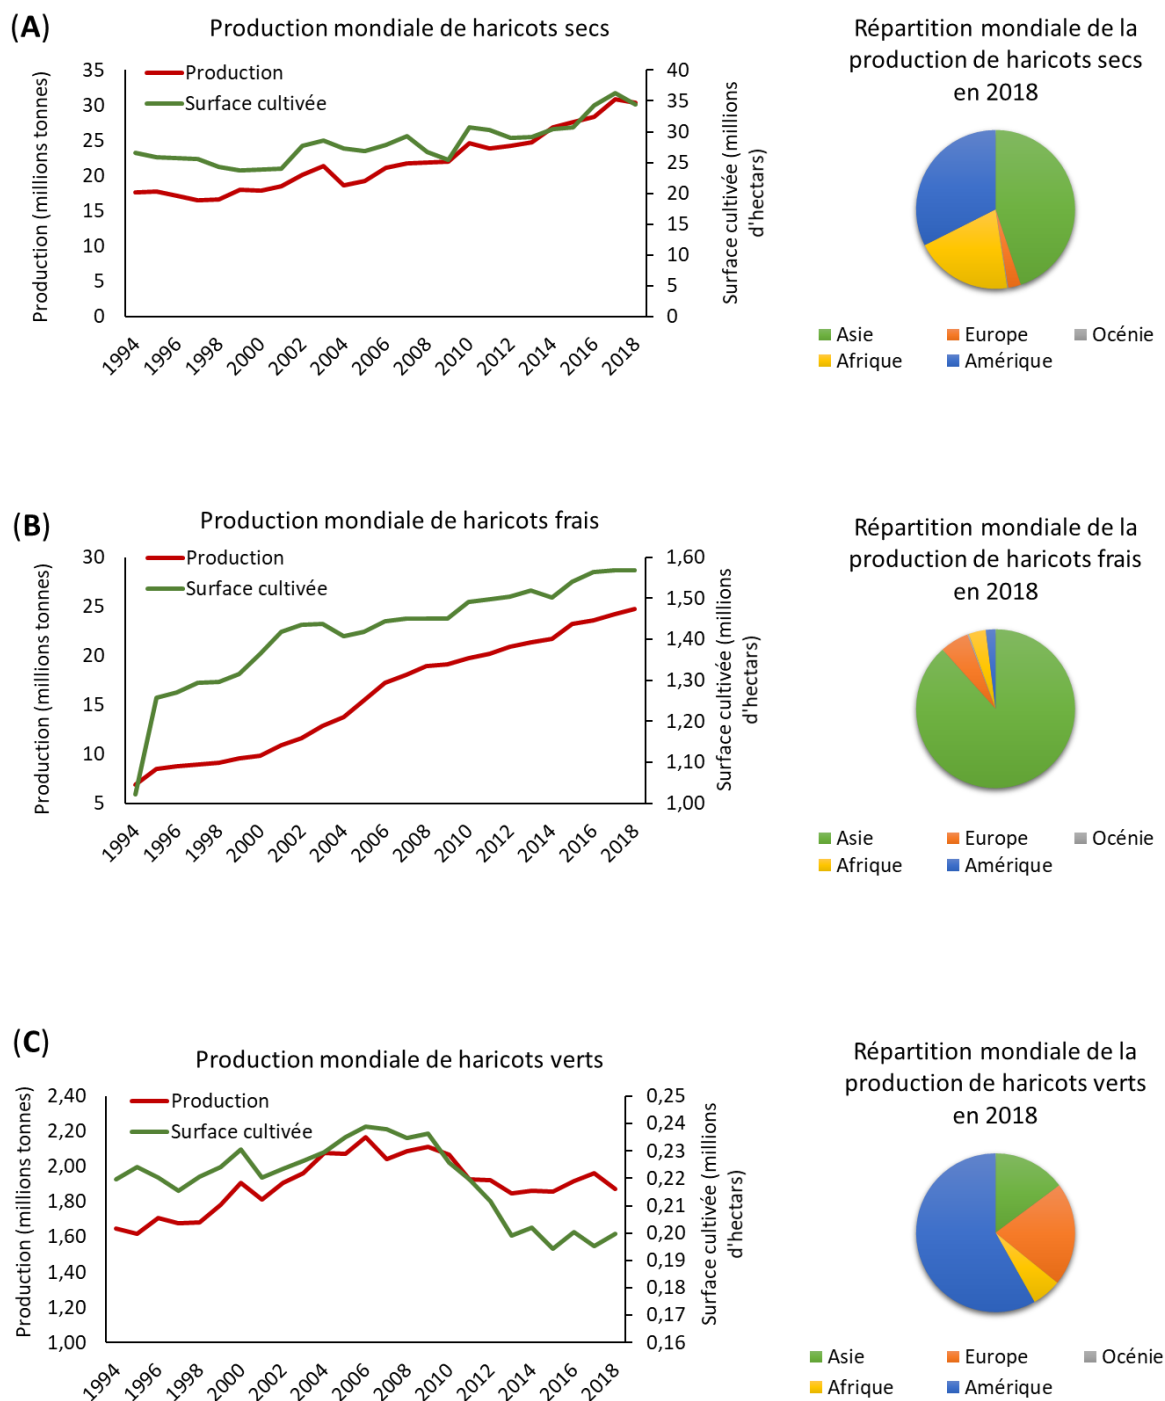 (A)
Production mondiale de haricots secs
Production (millions tonnes)
35
30
25
20
15
10
5
0
Production
Surface cultivée
40
35
30
25
20
15
10
5
0
Surface cultivée (millions
d'hectars)
1994
1996
1998
2000
2002
2004
2006
2008
2010
2012
2014
2016
2018
Répartition mondiale de la
production de haricots secs
en 2018
Asie
Europe
Océnie
Afrique
Amérique
(B)
Production mondiale de haricots frais
Production (millions tonnes)
30
25
20
15
10
5
Production
Surface cultivée
1,60
1,50
1,40
1,30
1,20
1,10
1,00
Surface cultivée (millions
d'hectars)
1994
1996
1998
2000
2002
2004
2006
2008
2010
2012
2014
2016
2018
Répartition mondiale de la
production de haricots frais
en 2018
Asie
Europe
Océnie
Afrique
Amérique
(C)
Production mondiale de haricots verts
Production (millions tonnes)
2,40
2,20
2,00
1,80
1,60
1,40
1,20
1,00
Production
Surface cultivée
0,25
0,24
0,23
0,22
0,21
0,20
0,19
0,18
0,17
0,16
Surface cultivée (millions
d'hectars)
1994
1996
1998
2000
2002
2004
2006
2008
2010
2012
2014
2016
2018
Répartition mondiale de la
production de haricots verts
en 2018
Asie
Europe
Océnie
Afrique
Amérique